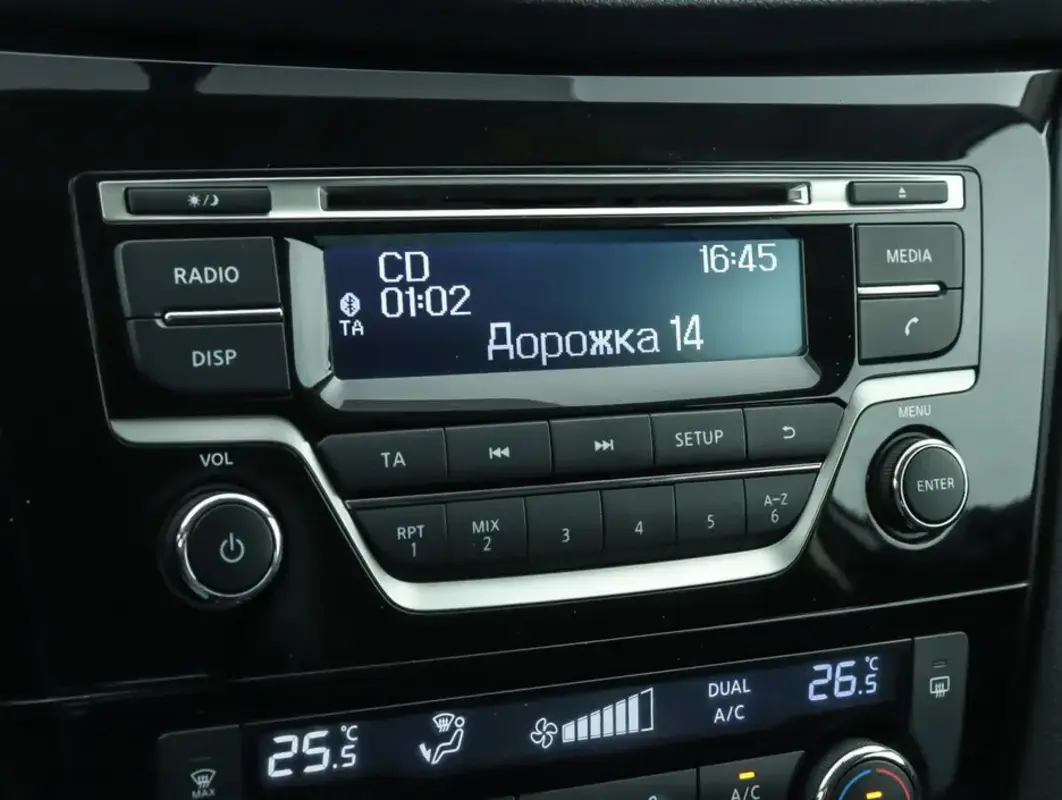 RADIO
DISP
CD
16:45
01:02
TA
Дорожка 14
MEDIA
VOL
MENU
ENTER
TA
SETUP
RPT
1
MIX
2
3
4
5
A-Z
6
25.5°C
DUAL
A/C
26.5°C
MAX
A/C